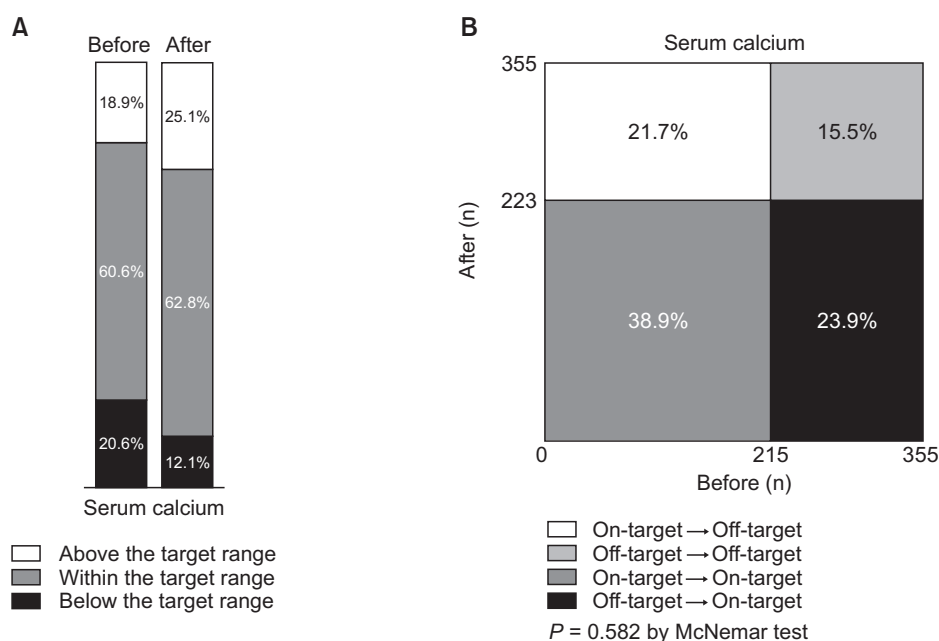 A
Before After
18.9%
25.1%
60.6%
62.8%
20.6%
12.1%
Serum calcium
Above the target range
Within the target range
Below the target range
B
Serum calcium
355
21.7%
15.5%
223
After (n)
38.9%
23.9%
0
215
355
Before (n)
On-target → Off-target
Off-target → Off-target
On-target → On-target
Off-target → On-target
P = 0.582 by McNemar test